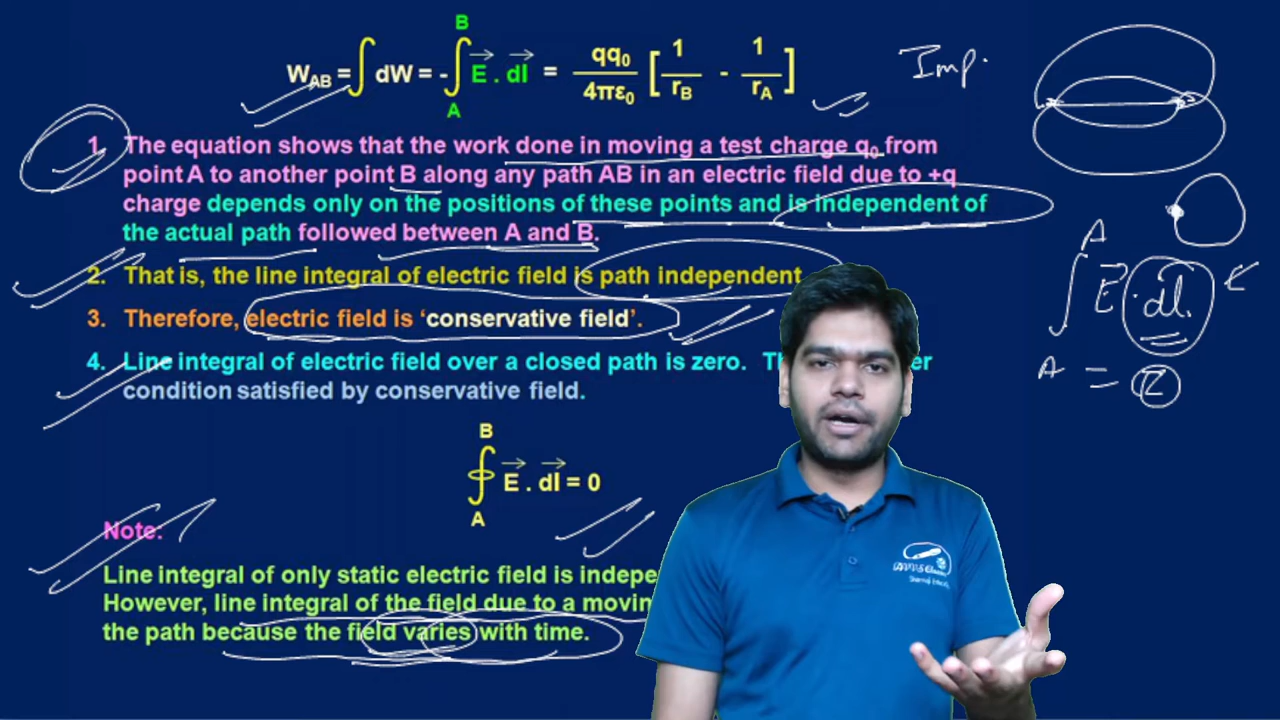 W_AB = ∫ dW = - ∫_A^B E⃗ . dl⃗ = qq₀ / 4πε₀ [ 1/r_B - 1/r_A ]
Imp.
1. The equation shows that the work done in moving a test charge q₀ from
point A to another point B along any path AB in an electric field due to +q
charge depends only on the positions of these points and is independent of
the actual path followed between A and B.
2. That is, the line integral of electric field is path independent
3. Therefore, electric field is ‘conservative field’.
4. Line integral of electric field over a closed path is zero.
condition satisfied by conservative field.
∮_A^B E⃗ . dl⃗ = 0
Note:
Line integral of only static electric field is
However, line integral of the field due to a
the path because the field varies with time.
A
∫ E⃗ . dl⃗
A =